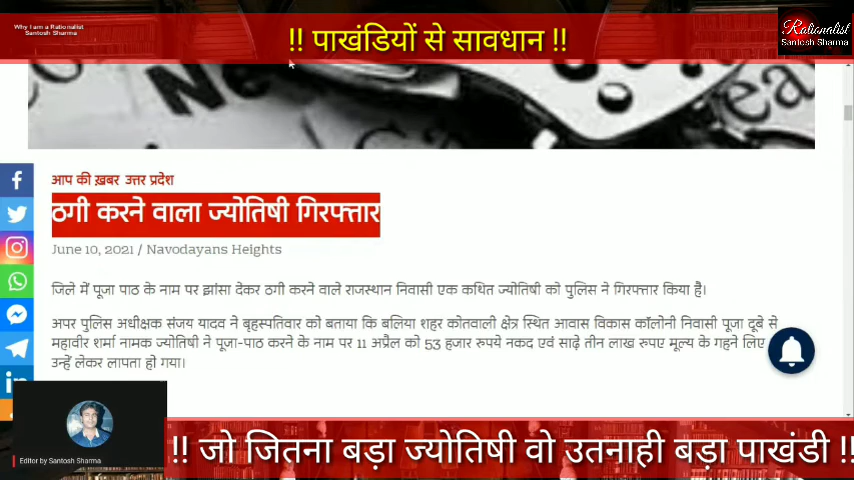 Why I am a Rationalist
Santosh Sharma
!! पाखंडियों से सावधान !!
Rationalist
Santosh Sharma
आप की ख़बर उत्तर प्रदेश
ठगी करने वाला ज्योतिषी गिरफ्तार
June 10, 2021 / Navodayans Heights
जिले में पूजा पाठ के नाम पर झांसा देकर ठगी करने वाले राजस्थान निवासी एक कथित ज्योतिषी को पुलिस ने गिरफ्तार किया है।
अपर पुलिस अधीक्षक संजय यादव ने बृहस्पतिवार को बताया कि बलिया शहर कोतवाली क्षेत्र स्थित आवास विकास कॉलोनी निवासी पूजा दूबे से
महावीर शर्मा नामक ज्योतिषी ने पूजा-पाठ करने के नाम पर 11 अप्रैल को 53 हजार रुपये नकद एवं साढ़े तीन लाख रुपए मूल्य के गहने लिए
उन्हें लेकर लापता हो गया।
Editor by Santosh Sharma
!! जो जितना बड़ा ज्योतिषी वो उतनाही बड़ा पाखंडी !!